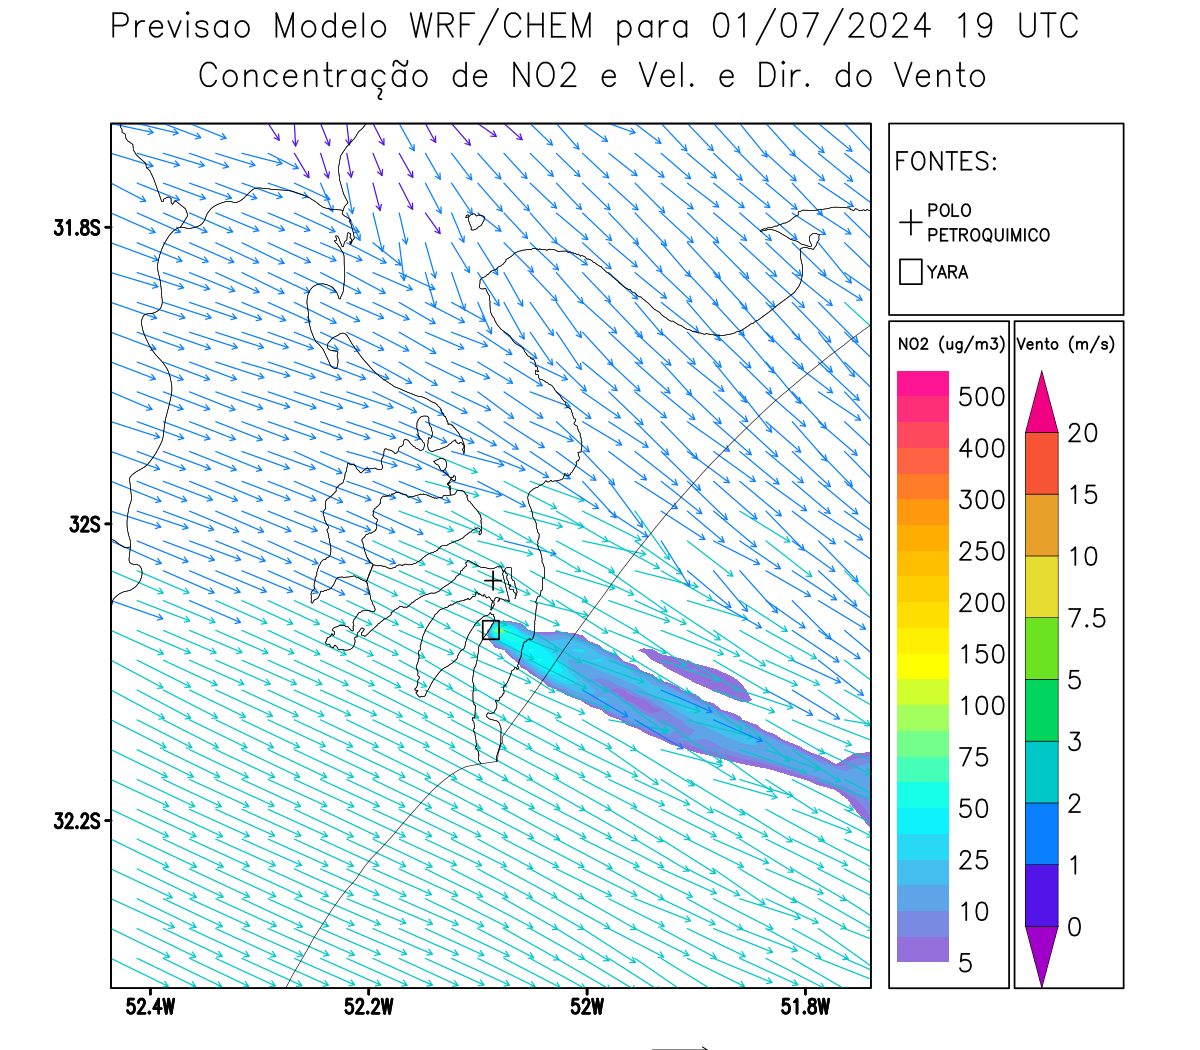 Previsao Modelo WRF/CHEM para 01/07/2024 19 UTC
Concentração de NO2 e Vel. e Dir. do Vento
FONTES:
POLO
PETROQUIMICO
YARA
NO2 (ug/m3)
500
400
300
250
200
150
100
75
50
25
10
5
Vento (m/s)
20
15
10
7.5
5
3
2
1
0
31.8S
32S
32.2S
52.4W
52.2W
52W
51.8W